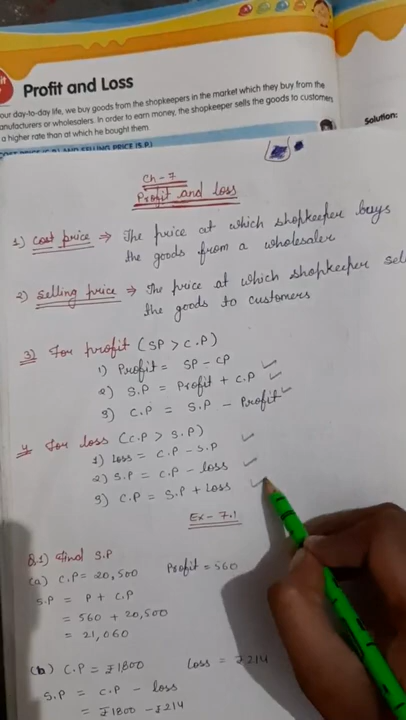 Profit and Loss
our day-to-day life, we buy goods from the shopkeepers in the market which they buy from the
anufacturers or wholesalers. In order to earn money, the shopkeeper sells the goods to customers
a higher rate than at which he bought them.
Solution:
Ch-7
Profit and Loss
1) Cost price ⇒ The price at which shopkeeper buys
the goods from a wholesaler
2) Selling price ⇒ The price at which shopkeeper sel
the goods to customers
3) For profit (SP > C.P)
1) Profit = SP - CP
2) S.P = Profit + C.P
3) C.P = S.P - Profit
4 For loss (C.P > S.P)
1) Loss = C.P - S.P
2) S.P = C.P - loss
3) C.P = S.P + Loss
Ex-7.1
Q.1) Find S.P
(a) C.P = 20,500 Profit = 560
S.P = P + C.P
= 560 + 20,500
= 21,060
(b) C.P = ₹1800 Loss = ₹214
S.P = C.P - loss
= ₹1800 - ₹214